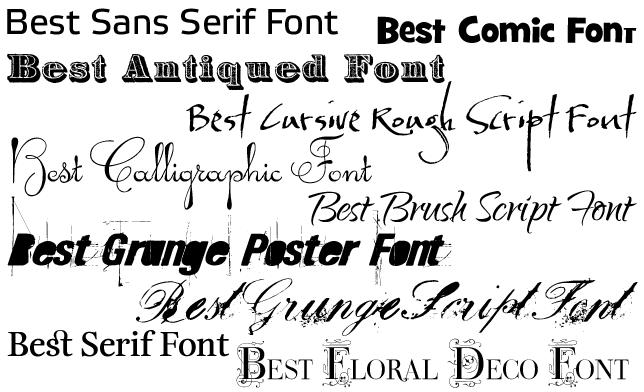 Best Sans Serif Font
Best Comic Font
Best Antiqued Font
Best Cursive Rough Script Font
Best Calligraphic Font
Best Brush Script Font
Best Grunge Poster Font
Best Grunge Script Font
Best Serif Font
Best Floral Deco Font